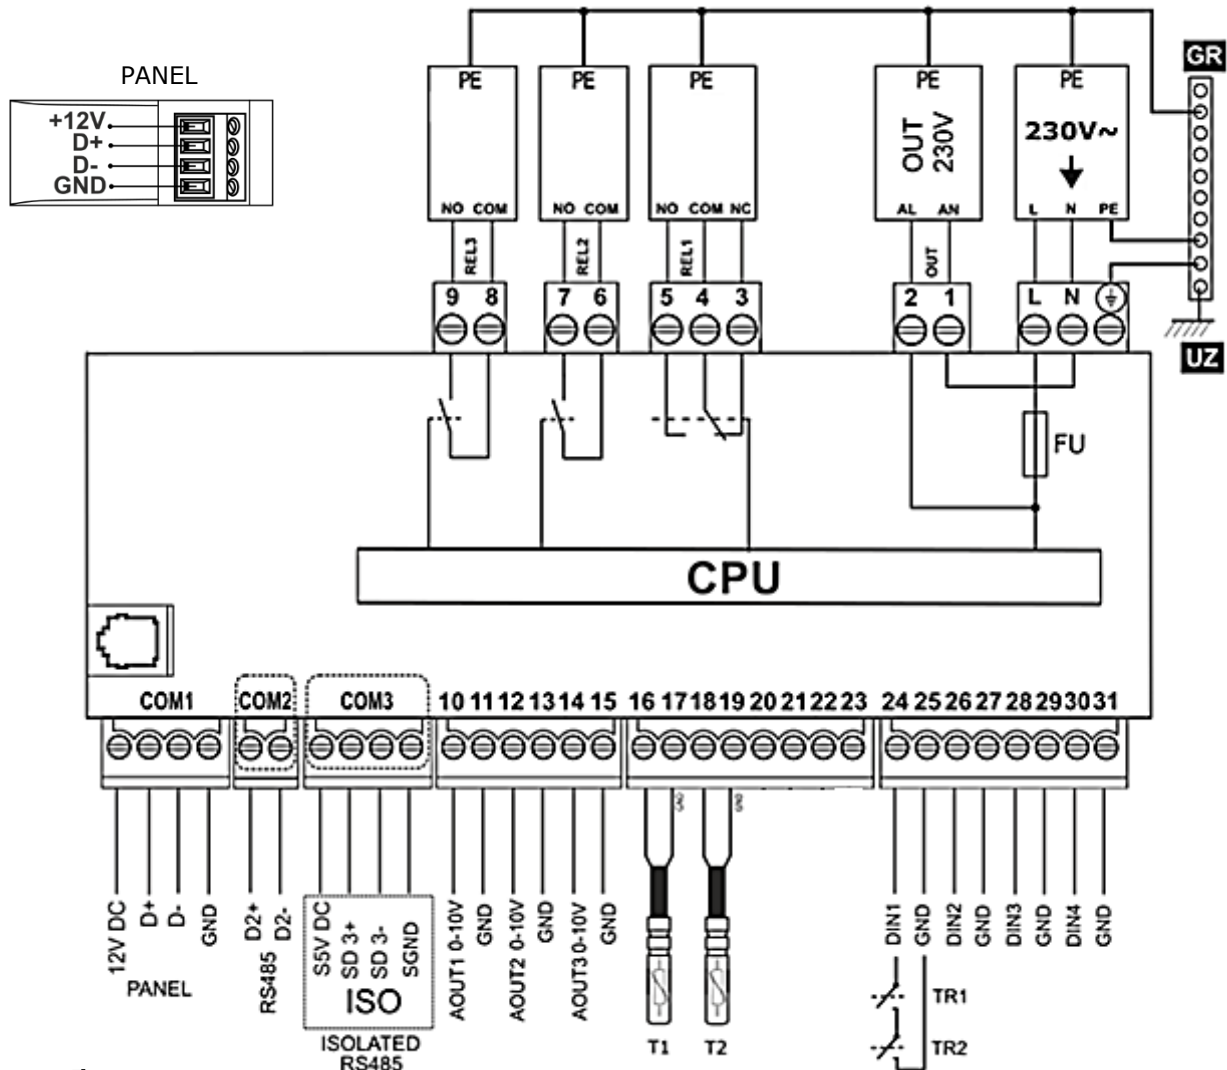 PANEL
+12V
D+
D-
GND
PE PE PE PE PE
OUT 230V
230V~
GR
NO COM NO COM NO COM NC AL AN L N PE
REL3 REL2 REL1 OUT
9 8 7 6 5 4 3 2 1 L N
UZ
FU
CPU
COM1 COM2 COM3 10 11 12 13 14 15 16 17 18 19 20 21 22 23 24 25 26 27 28 29 30 31
GND GND
12V DC D+ D- GND
PANEL
D2+ D2-
RS485
S5V DC SD 3+ SD 3- SGND
ISO
ISOLATED
RS485
AOUT1 0-10V GND AOUT2 0-10V GND AOUT3 0-10V GND
T1 T2
DIN1 GND DIN2 GND DIN3 GND DIN4 GND
TR1
TR2